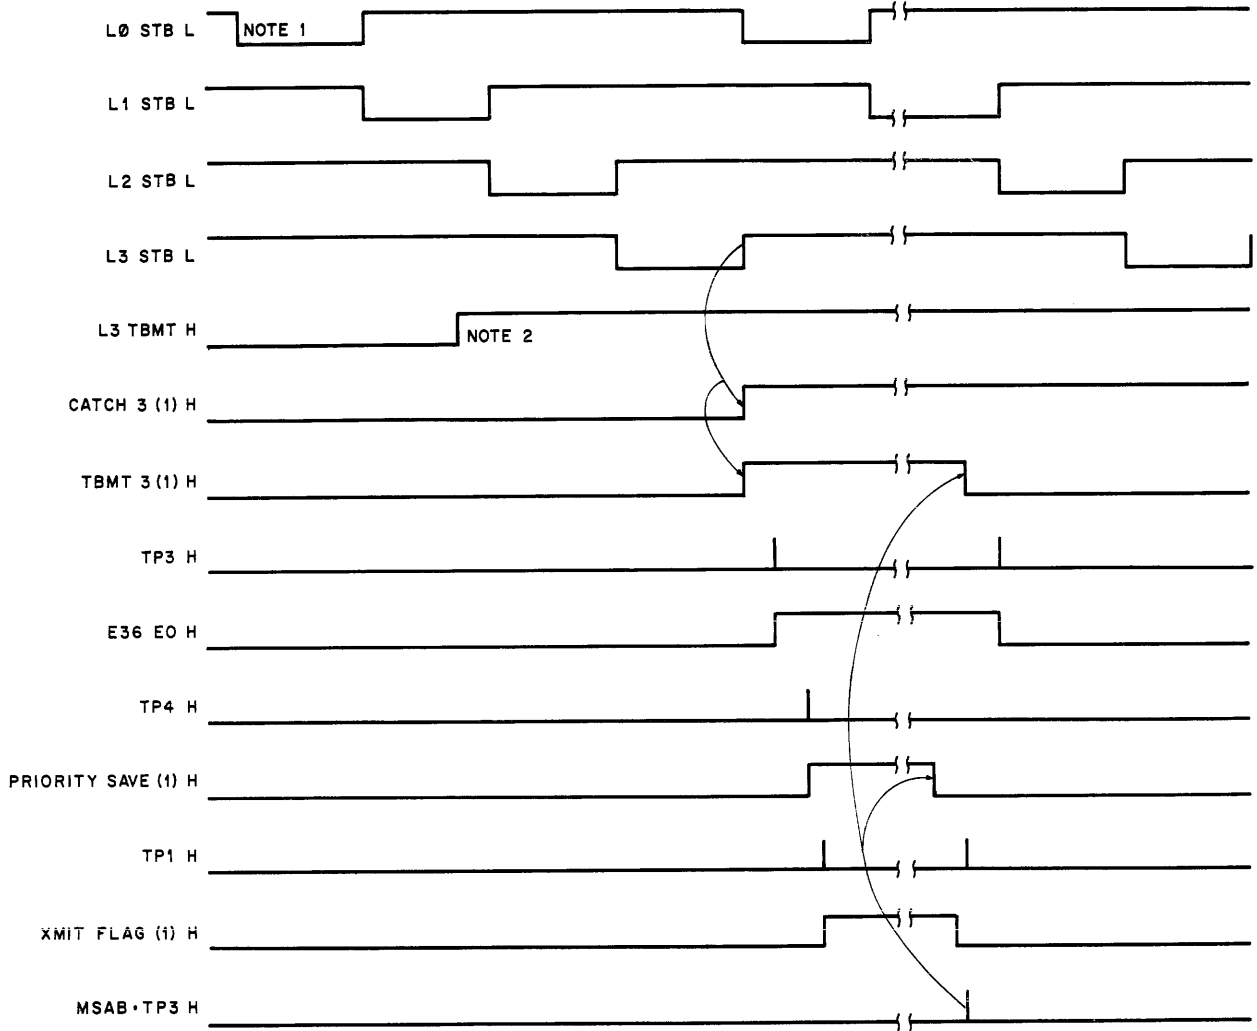 LØ STB L
NOTE 1
L1 STB L
L2 STB L
L3 STB L
L3 TBMT H
NOTE 2
CATCH 3 (1) H
TBMT 3 (1) H
TP3 H
E36 EO H
TP4 H
PRIORITY SAVE (1) H
TP1 H
XMIT FLAG (1) H
MSAB • TP3 H